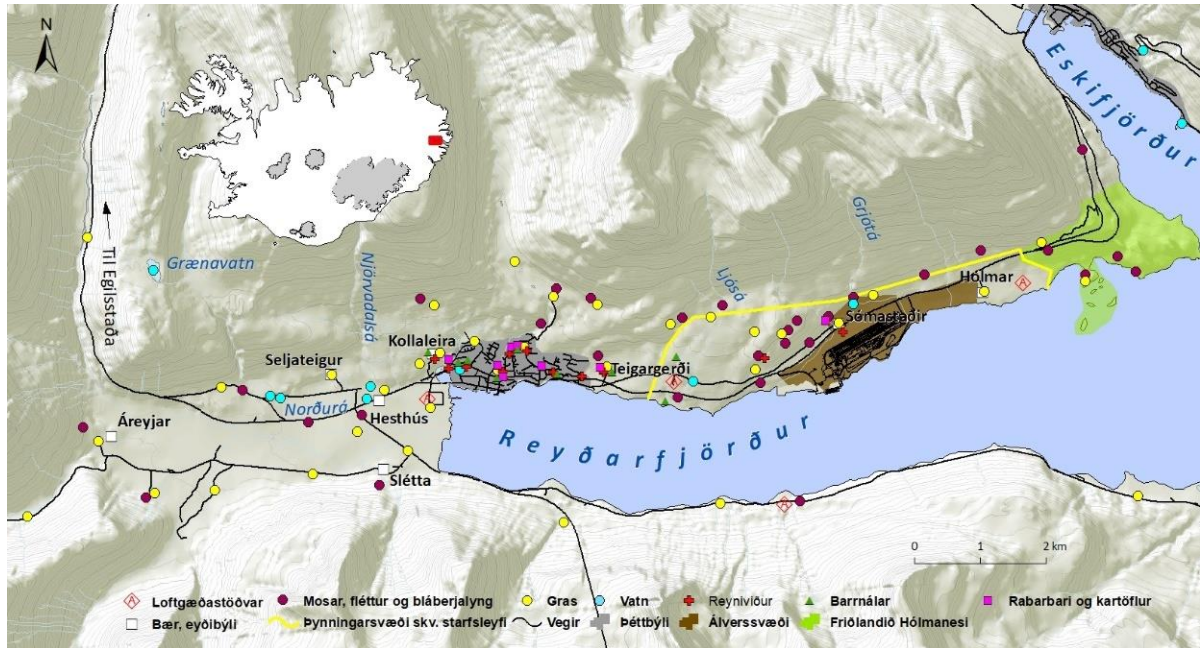 N
Eskifjörður
Til Egilsstaða
Grænavatn
Njörvadalsá
Ljósá
Grjótá
Hólmar
Sómastaðir
Kollaleira
Seljateigur
Teigargerði
Norðurá
Hesthús
Áreyjar
Reyðarfjörður
Slétta
0 1 2 km
A Loftgæðastöðvar Mosar, fléttur og bláberjalyng Gras Vatn Reyniviður Barrnálar Rabarbari og kartöflur
Bær, eyðibýli Þynningarsvæði skv. starfsleyfi Vegir Þéttbýli Álverssvæði Friðlandið Hólmanesi